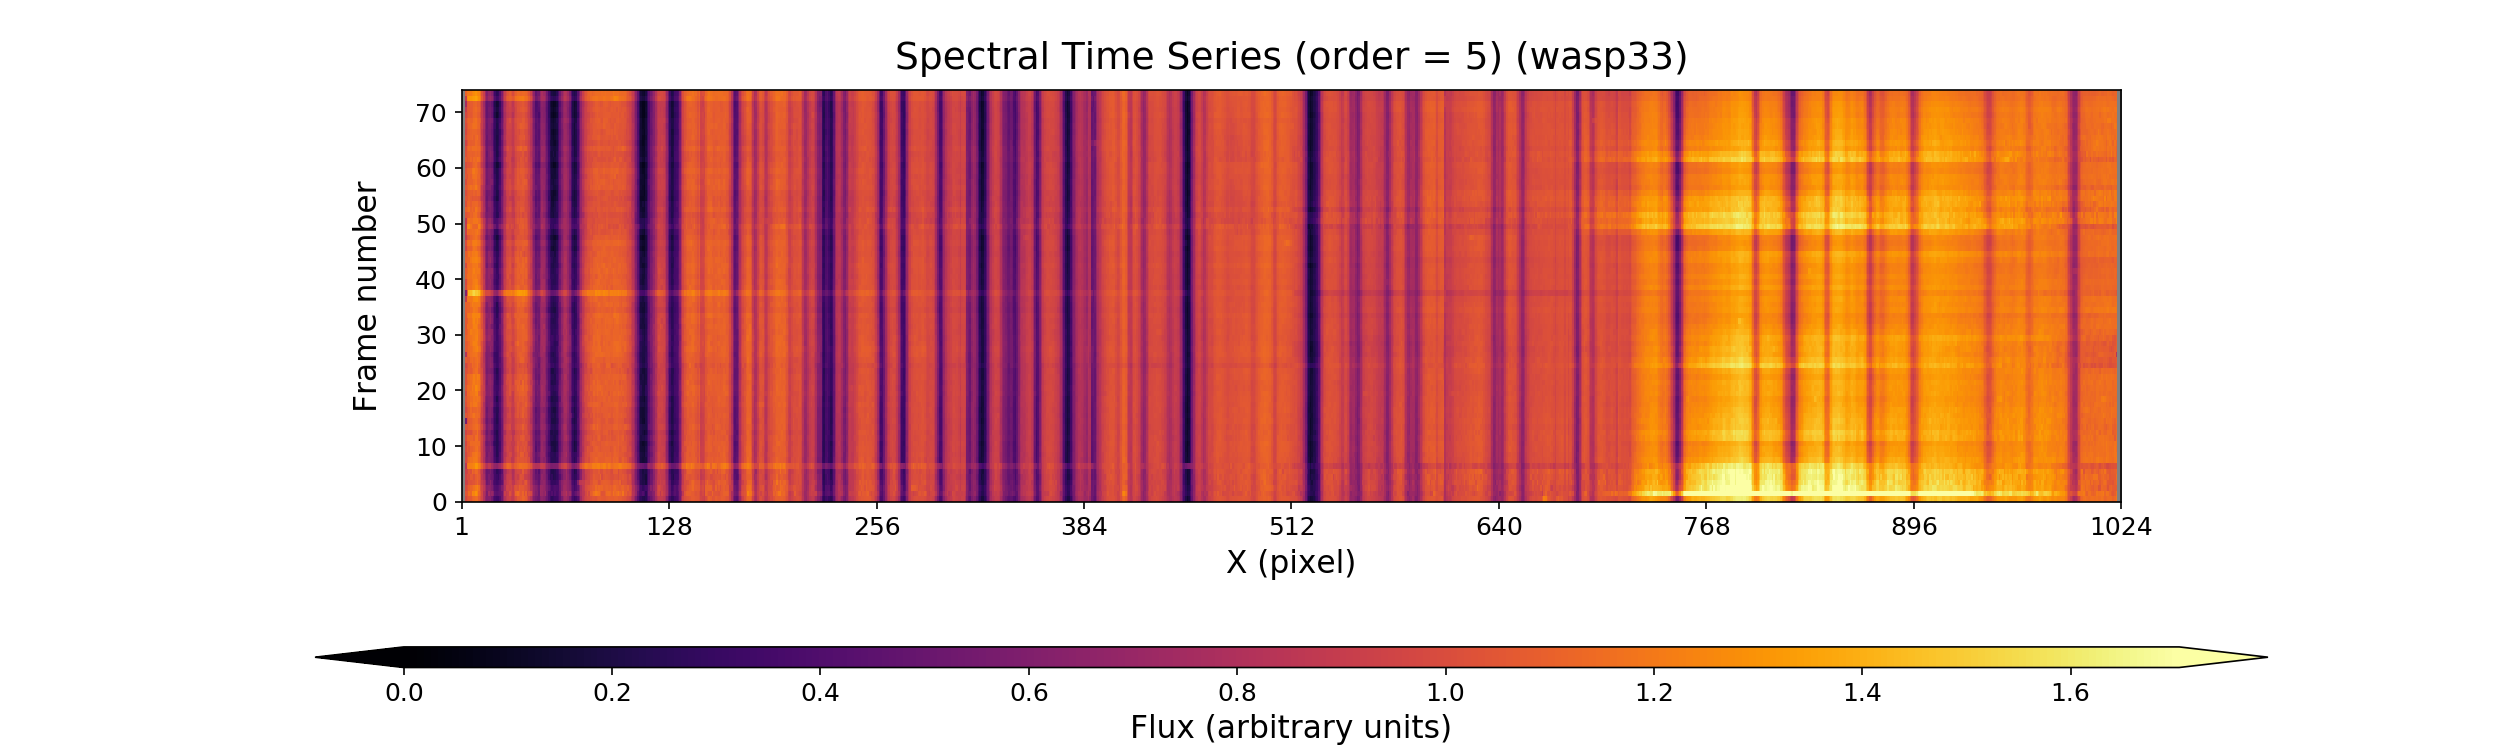 Spectral Time Series (order = 5) (wasp33)
70
60
50
40
30
20
10
0
Frame number
1 128 256 384 512 640 768 896 1024
X (pixel)
0.0 0.2 0.4 0.6 0.8 1.0 1.2 1.4 1.6
Flux (arbitrary units)